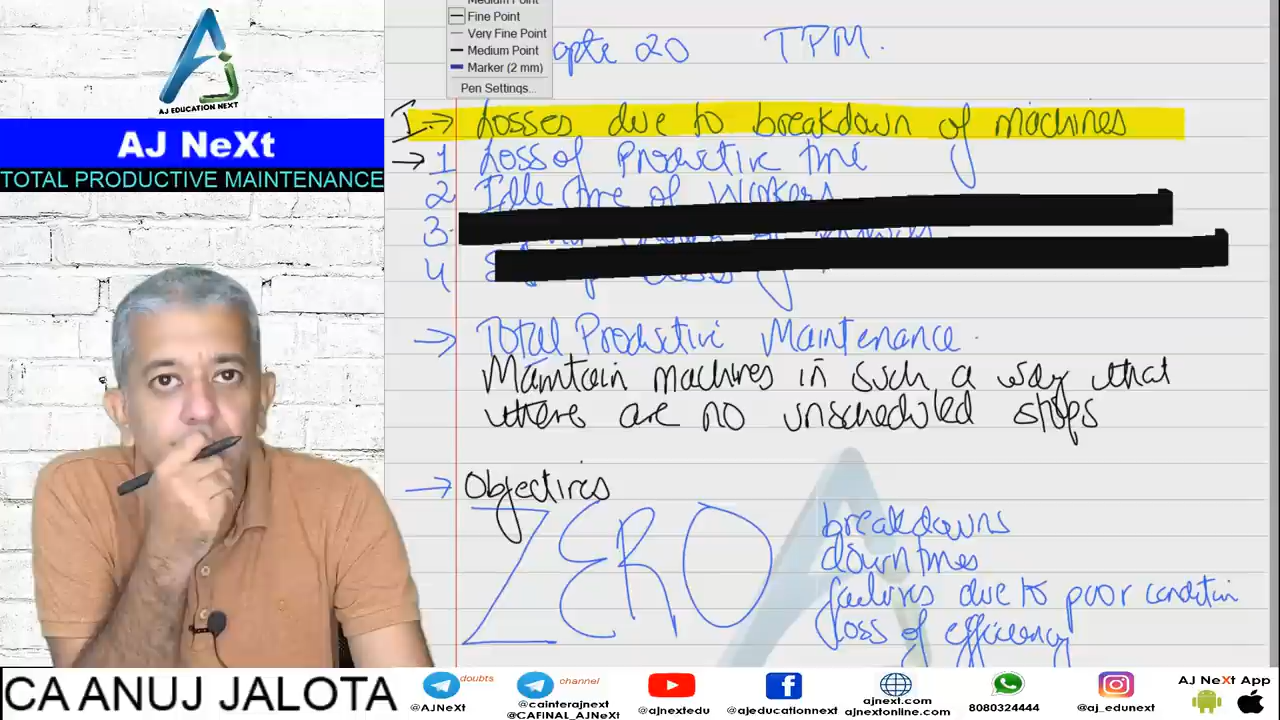 Medium Point
Fine Point
Very Fine Point
Medium Point
Marker (2 mm)
Pen Settings...
20 TPM.
AJ EDUCATION NEXT
AJ NeXt
TOTAL PRODUCTIVE MAINTENANCE
I → Losses due to breakdown of machines
→ 1 Loss of Productive time
2 Idle time of workers
3.
4
→ Total Productive Maintenance
Maintain machines in such a way that
there are no unscheduled stops
→ Objectives
ZERO
breakdowns
downtimes
failures due to poor condition
loss of efficiency
CA ANUJ JALOTA
doubts
@AJNeXt
channel
@cainterajnext
@CAFINAL_AJNeXt
@ajnextedu
@ajeducationnext
ajnext.com
ajnextonline.com
8080324444
@aj_edunext
AJ NeXt App